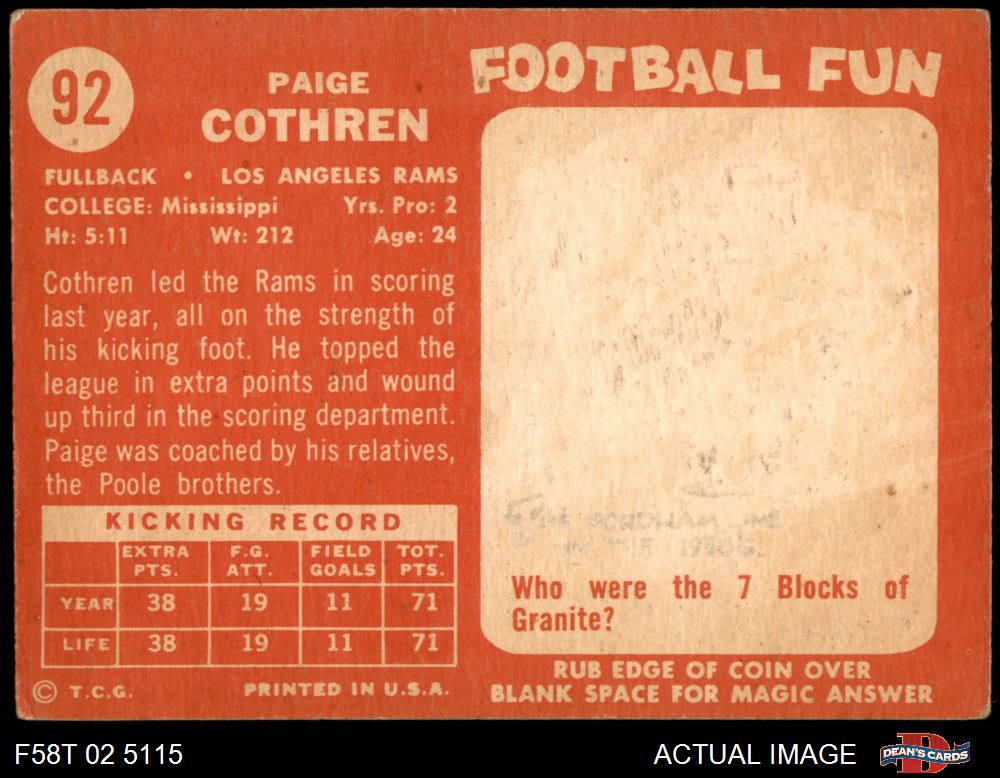 92
PAIGE
COTHREN
FULLBACK • LOS ANGELES RAMS
COLLEGE: Mississippi Yrs. Pro: 2
Ht: 5:11 Wt: 212 Age: 24
Cothren led the Rams in scoring
last year, all on the strength of
his kicking foot. He topped the
league in extra points and wound
up third in the scoring department.
Paige was coached by his relatives,
the Poole brothers.
KICKING RECORD
EXTRA PTS. F.G. ATT. FIELD GOALS TOT. PTS.
YEAR 38 19 11 71
LIFE 38 19 11 71
© T.C.G. PRINTED IN U.S.A.
FOOTBALL FUN
FORDHAM LINE
IN THE 1930'S.
Who were the 7 Blocks of
Granite?
RUB EDGE OF COIN OVER
BLANK SPACE FOR MAGIC ANSWER
F58T 02 5115 ACTUAL IMAGE
DEAN'S CARDS